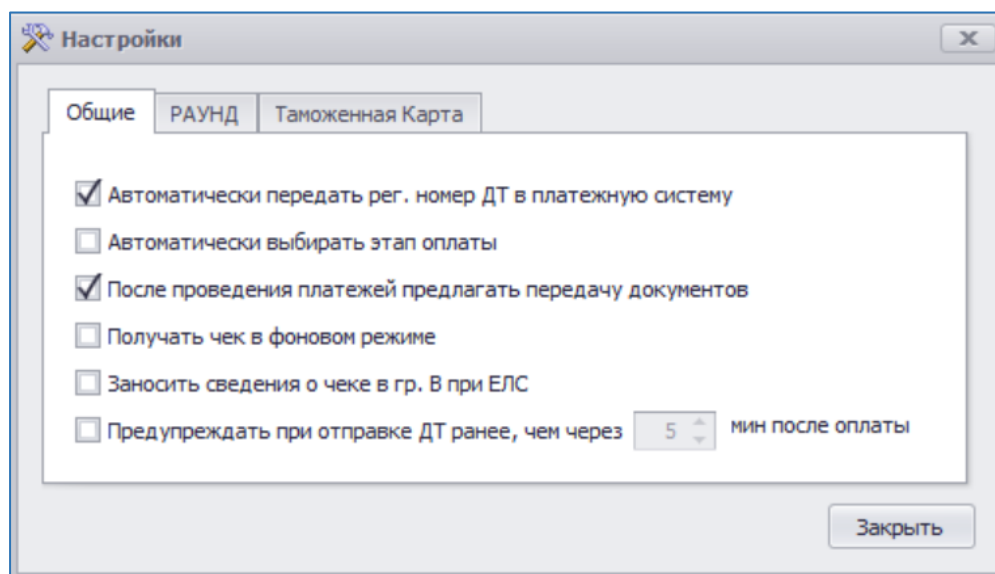 Настройки
Общие РАУНД Таможенная Карта
Автоматически передать рег. номер ДТ в платежную систему
Автоматически выбирать этап оплаты
После проведения платежей предлагать передачу документов
Получать чек в фоновом режиме
Заносить сведения о чеке в гр. В при ЕЛС
Предупреждать при отправке ДТ ранее, чем через 5 мин после оплаты
Закрыть